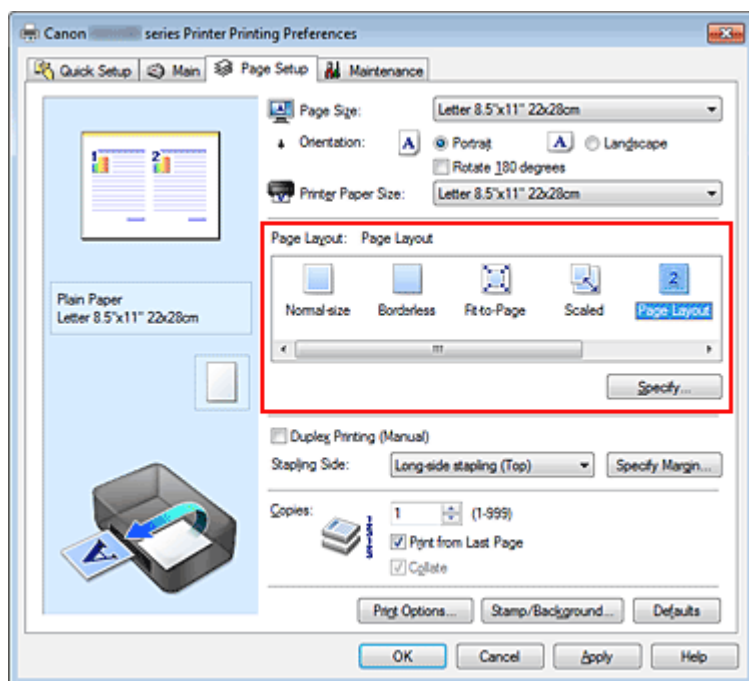 Canon series Printer Printing Preferences
Quick Setup Main Page Setup Maintenance
Page Size: Letter 8.5"x11" 22x28cm
Orientation: A Portrait A Landscape
Rotate 180 degrees
Printer Paper Size: Letter 8.5"x11" 22x28cm
1 2
Page Layout: Page Layout
2
Normal-size Borderless Fit-to-Page Scaled Page Layout
Plain Paper
Letter 8.5"x11" 22x28cm
Specify...
Duplex Printing (Manual)
Stapling Side: Long-side stapling (Top) Specify Margin...
Copies: 1 (1-999)
Print from Last Page
Collate
A
Print Options... Stamp/Background... Defaults
OK Cancel Apply Help